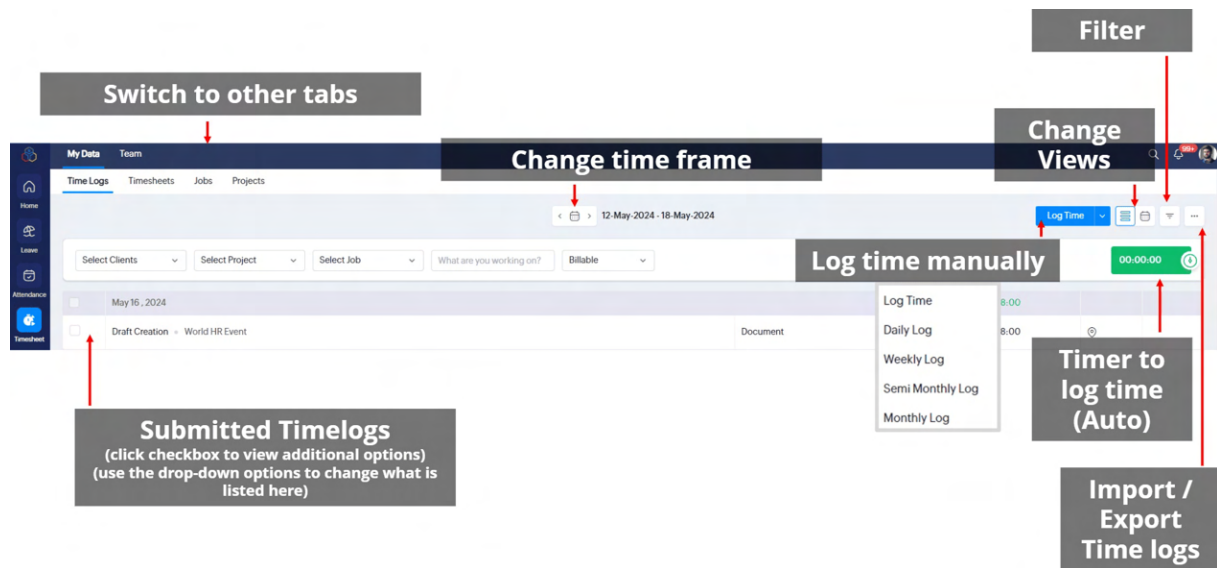 Filter
Switch to other tabs
Change
Views
Change time frame
My Data Team
99+
Home
Time Logs Timesheets Jobs Projects
12-May-2024 - 18-May-2024
Log Time
Leave
Select Clients Select Project Select Job What are you working on? Billable
Log time manually
00:00:00
Attendance
May 16 , 2024
8:00
Timesheet
Draft Creation World HR Event Document
8:00
Log Time
Daily Log
Weekly Log
Semi Monthly Log
Monthly Log
Timer to
log time
(Auto)
Submitted Timelogs
(click checkbox to view additional options)
(use the drop-down options to change what is
listed here)
Import /
Export
Time logs